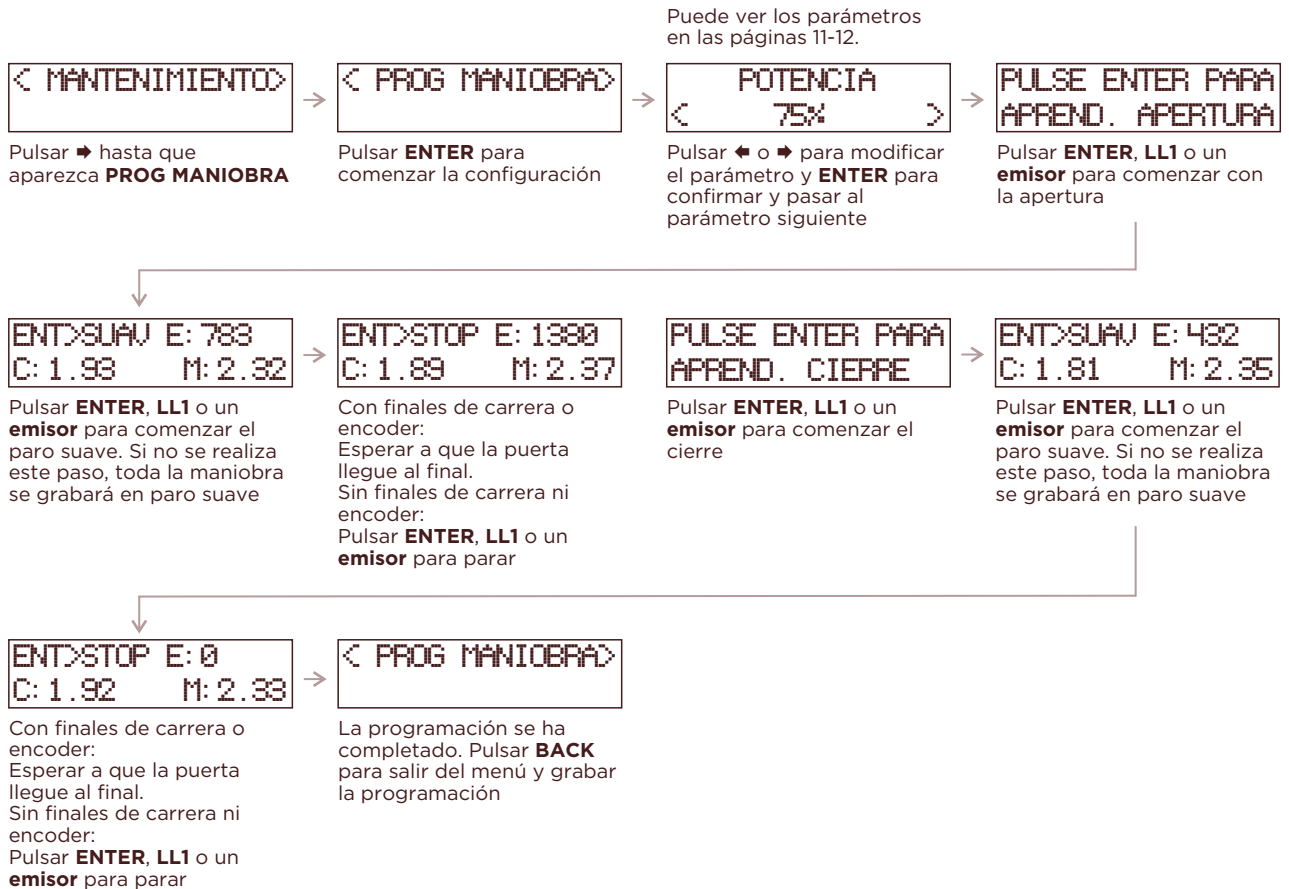 Puede ver los parámetros
en las páginas 11-12.
< MANTENIMIENTO>
Pulsar ➡ hasta que
aparezca PROG MANIOBRA
< PROG MANIOBRA>
Pulsar ENTER para
comenzar la configuración
POTENCIA
< 75% >
Pulsar ⬅ o ➡ para modificar
el parámetro y ENTER para
confirmar y pasar al
parámetro siguiente
PULSE ENTER PARA
APREND. APERTURA
Pulsar ENTER, LL1 o un
emisor para comenzar con
la apertura
ENT>SUAV E: 783
C: 1.93 M: 2.32
Pulsar ENTER, LL1 o un
emisor para comenzar el
paro suave. Si no se realiza
este paso, toda la maniobra
se grabará en paro suave
ENT>STOP E: 1380
C: 1.89 M: 2.37
Con finales de carrera o
encoder:
Esperar a que la puerta
llegue al final.
Sin finales de carrera ni
encoder:
Pulsar ENTER, LL1 o un
emisor para parar
PULSE ENTER PARA
APREND. CIERRE
Pulsar ENTER, LL1 o un
emisor para comenzar el
cierre
ENT>SUAV E: 432
C: 1.81 M: 2.35
Pulsar ENTER, LL1 o un
emisor para comenzar el
paro suave. Si no se realiza
este paso, toda la maniobra
se grabará en paro suave
ENT>STOP E: 0
C: 1.92 M: 2.33
Con finales de carrera o
encoder:
Esperar a que la puerta
llegue al final.
Sin finales de carrera ni
encoder:
Pulsar ENTER, LL1 o un
emisor para parar
< PROG MANIOBRA>
La programación se ha
completado. Pulsar BACK
para salir del menú y grabar
la programación